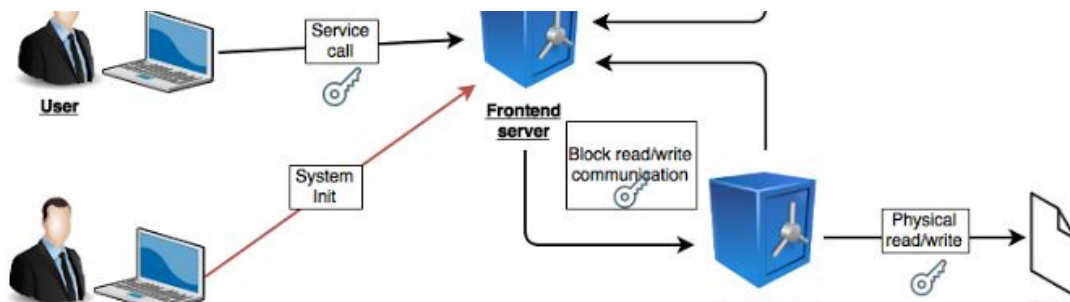 Service
call
User
Frontend
server
Block read/write
communication
System
Init
Physical
read/write